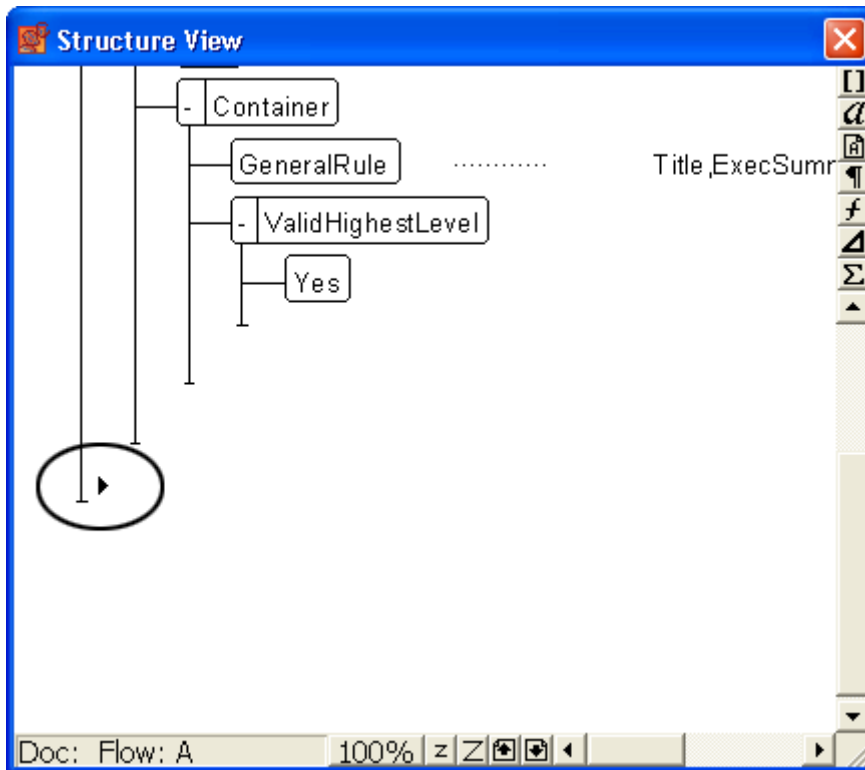 Structure View
- Container
GeneralRule ............ Title,ExecSumr
- ValidHighestLevel
Yes
Doc: Flow: A 100% z Z